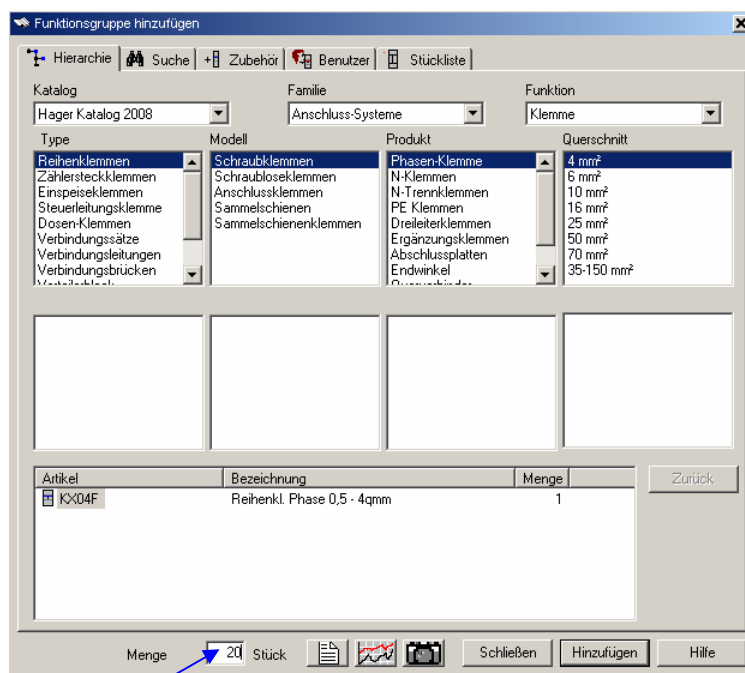 Funktionsgruppe hinzufügen
Hierarchie Suche Zubehör Benutzer Stückliste
Katalog Familie Funktion
Hager Katalog 2008 Anschluss-Systeme Klemme
Type Modell Produkt Querschnitt
Reihenklemmen Schraubklemmen Phasen-Klemme 4 mm²
Zählersteckklemmen Schraubloseklemmen N-Klemmen 6 mm²
Einspeiseklemmen Anschlussklemmen N-Trennklemmen 10 mm²
Steuerleitungsklemme Sammelschienen PE Klemmen 16 mm²
Dosen-Klemmen Sammelschienenklemmen Dreileiterklemmen 25 mm²
Verbindungssätze Ergänzungsklemmen 50 mm²
Verbindungsleitungen Abschlussplatten 70 mm²
Verbindungsbrücken Endwinkel 35-150 mm²
Artikel Bezeichnung Menge Zurück
KX04F Reihenkl. Phase 0,5 - 4qmm 1
Menge 20 Stück Schließen Hinzufügen Hilfe